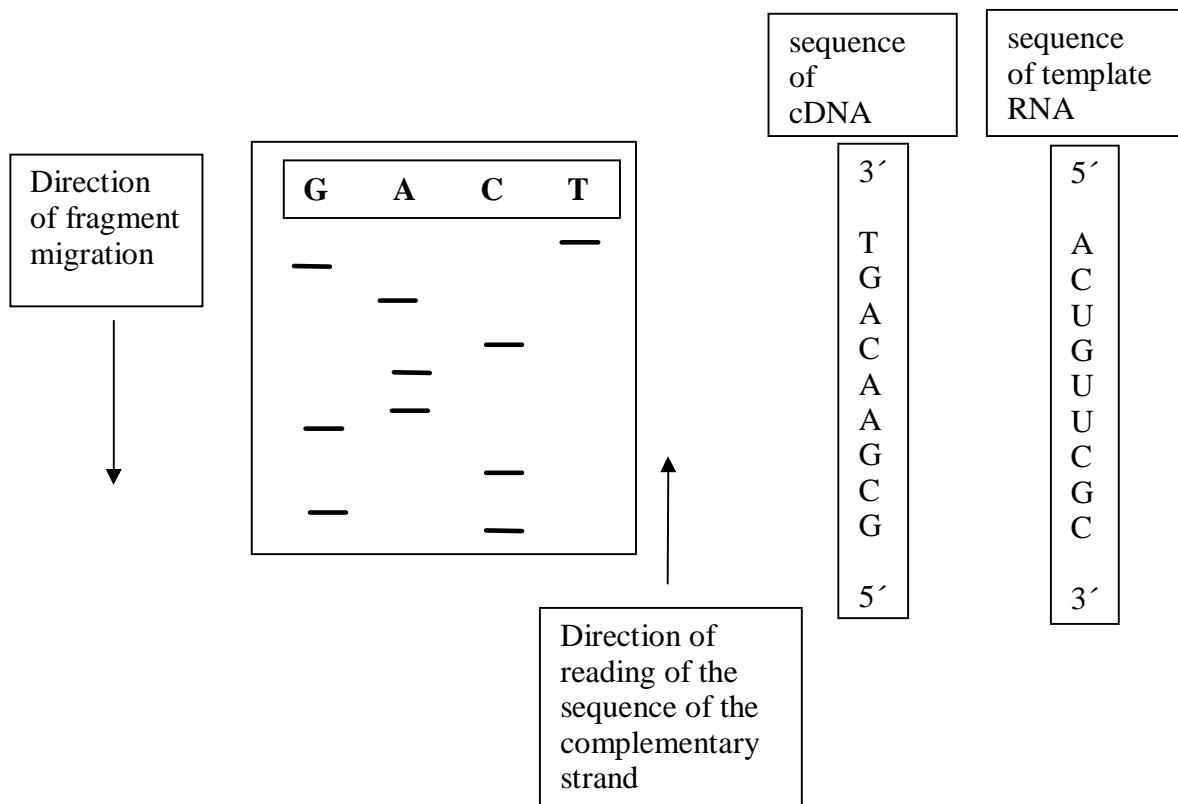 sequence
of
cDNA
sequence
of template
RNA
Direction
of fragment
migration
G A C T
3´
T
G
A
C
A
A
G
C
G
5´
5´
A
C
U
G
U
U
C
G
C
3´
Direction of
reading of the
sequence of the
complementary
strand